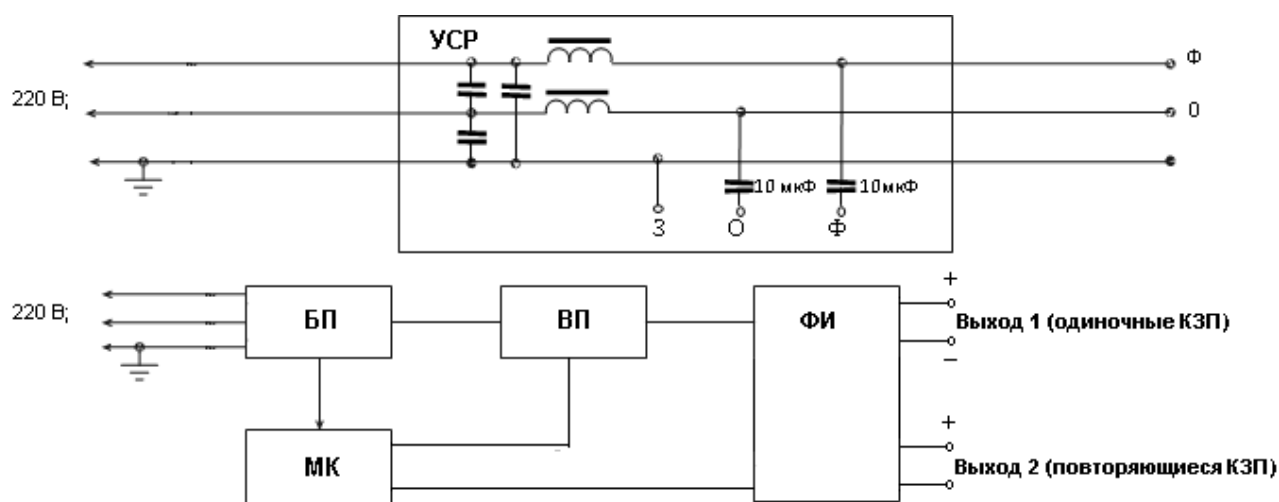 УСР
Ф
220 В;
0
10 мкФ
10мкФ
З
О
Ф
220 В;
БП
ВП
ФИ
+
Выход 1 (одиночные КЗП)
–
МК
+
Выход 2 (повторяющиеся КЗП)